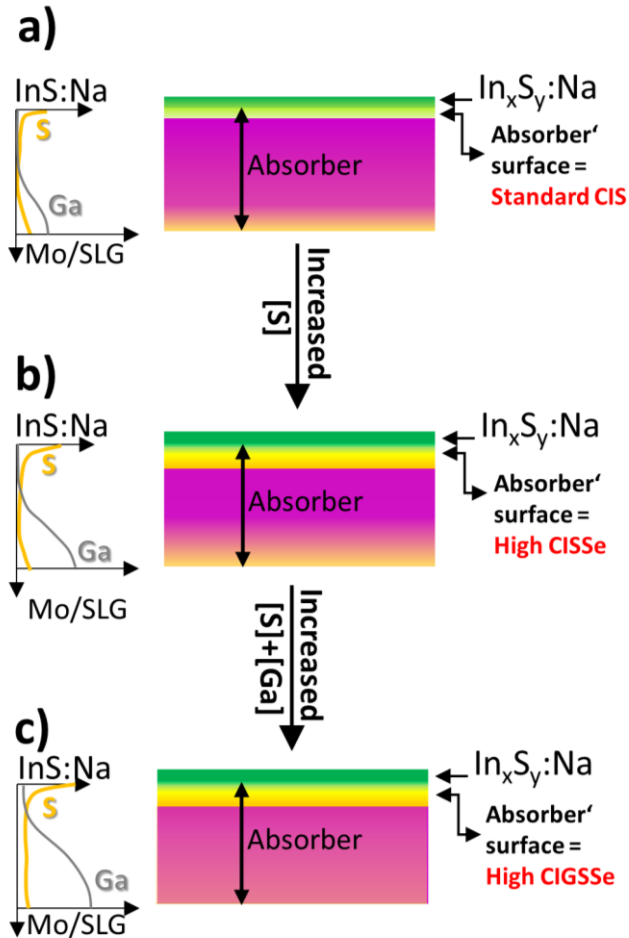 a)
InS:Na
S
Ga
Mo/SLG
Absorber
InxSy:Na
Absorber‘
surface =
Standard CIS
Increased
[S]
b)
InS:Na
S
Ga
Mo/SLG
Absorber
InxSy:Na
Absorber‘
surface =
High CISSe
Increased
[S]+[Ga]
c)
InS:Na
S
Ga
Mo/SLG
Absorber
InxSy:Na
Absorber‘
surface =
High CIGSSe